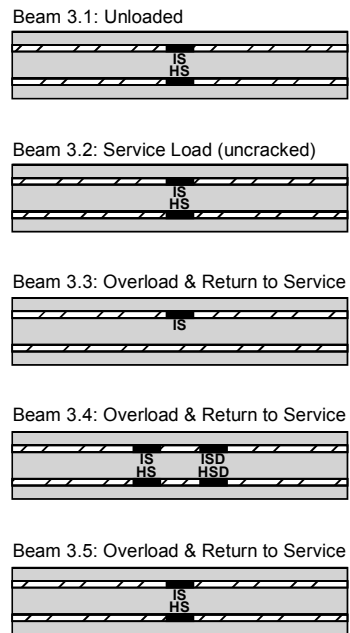 Beam 3.1: Unloaded
IS
HS
Beam 3.2: Service Load (uncracked)
IS
HS
Beam 3.3: Overload & Return to Service
IS
Beam 3.4: Overload & Return to Service
IS ISD
HS HSD
Beam 3.5: Overload & Return to Service
IS
HS